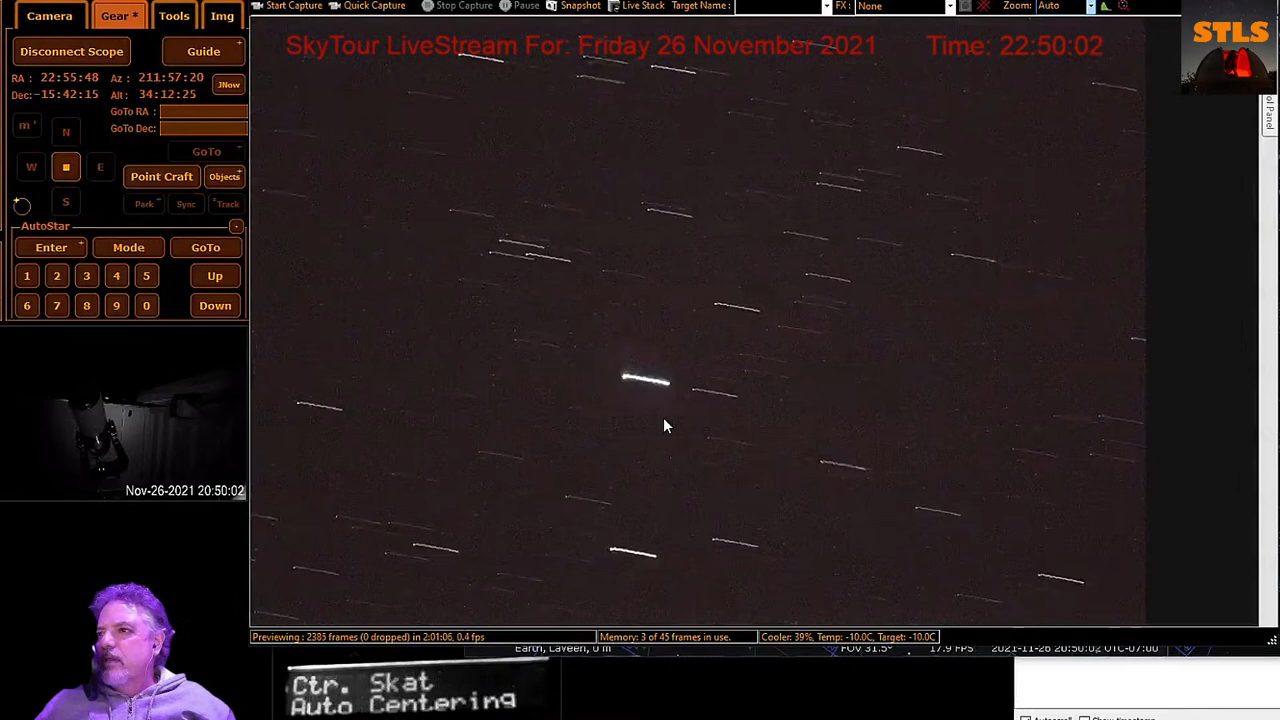 Camera Gear * Tools Img
Start Capture Quick Capture Stop Capture Pause Snapshot Live Stack Target Name : FX : None Zoom: Auto
SkyTour LiveStream For: Friday 26 November 2021 Time: 22:50:02
STLS
Disconnect Scope Guide
RA : 22:55:48 Az : 211:57:20
Dec: -15:42:15 Alt : 34:12:25
JNow
GoTo RA :
GoTo Dec:
m' N
GoTo
W E
Point Craft Objects
S Park Sync Track
AutoStar
Enter Mode GoTo
1 2 3 4 5 Up
6 7 8 9 0 Down
Nov-26-2021 20:50:02
Previewing : 2385 frames (0 dropped) in 2:01:06, 0.4 fps
Memory: 3 of 45 frames in use.
Cooler: 39%, Temp: -10.0C, Target: -10.0C
Earth, Laveen, 0 m FOV 31.5° 17.9 FPS 2021-11-26 20:50:02 UTC-07:00
Ctr. Skat
Auto Centering